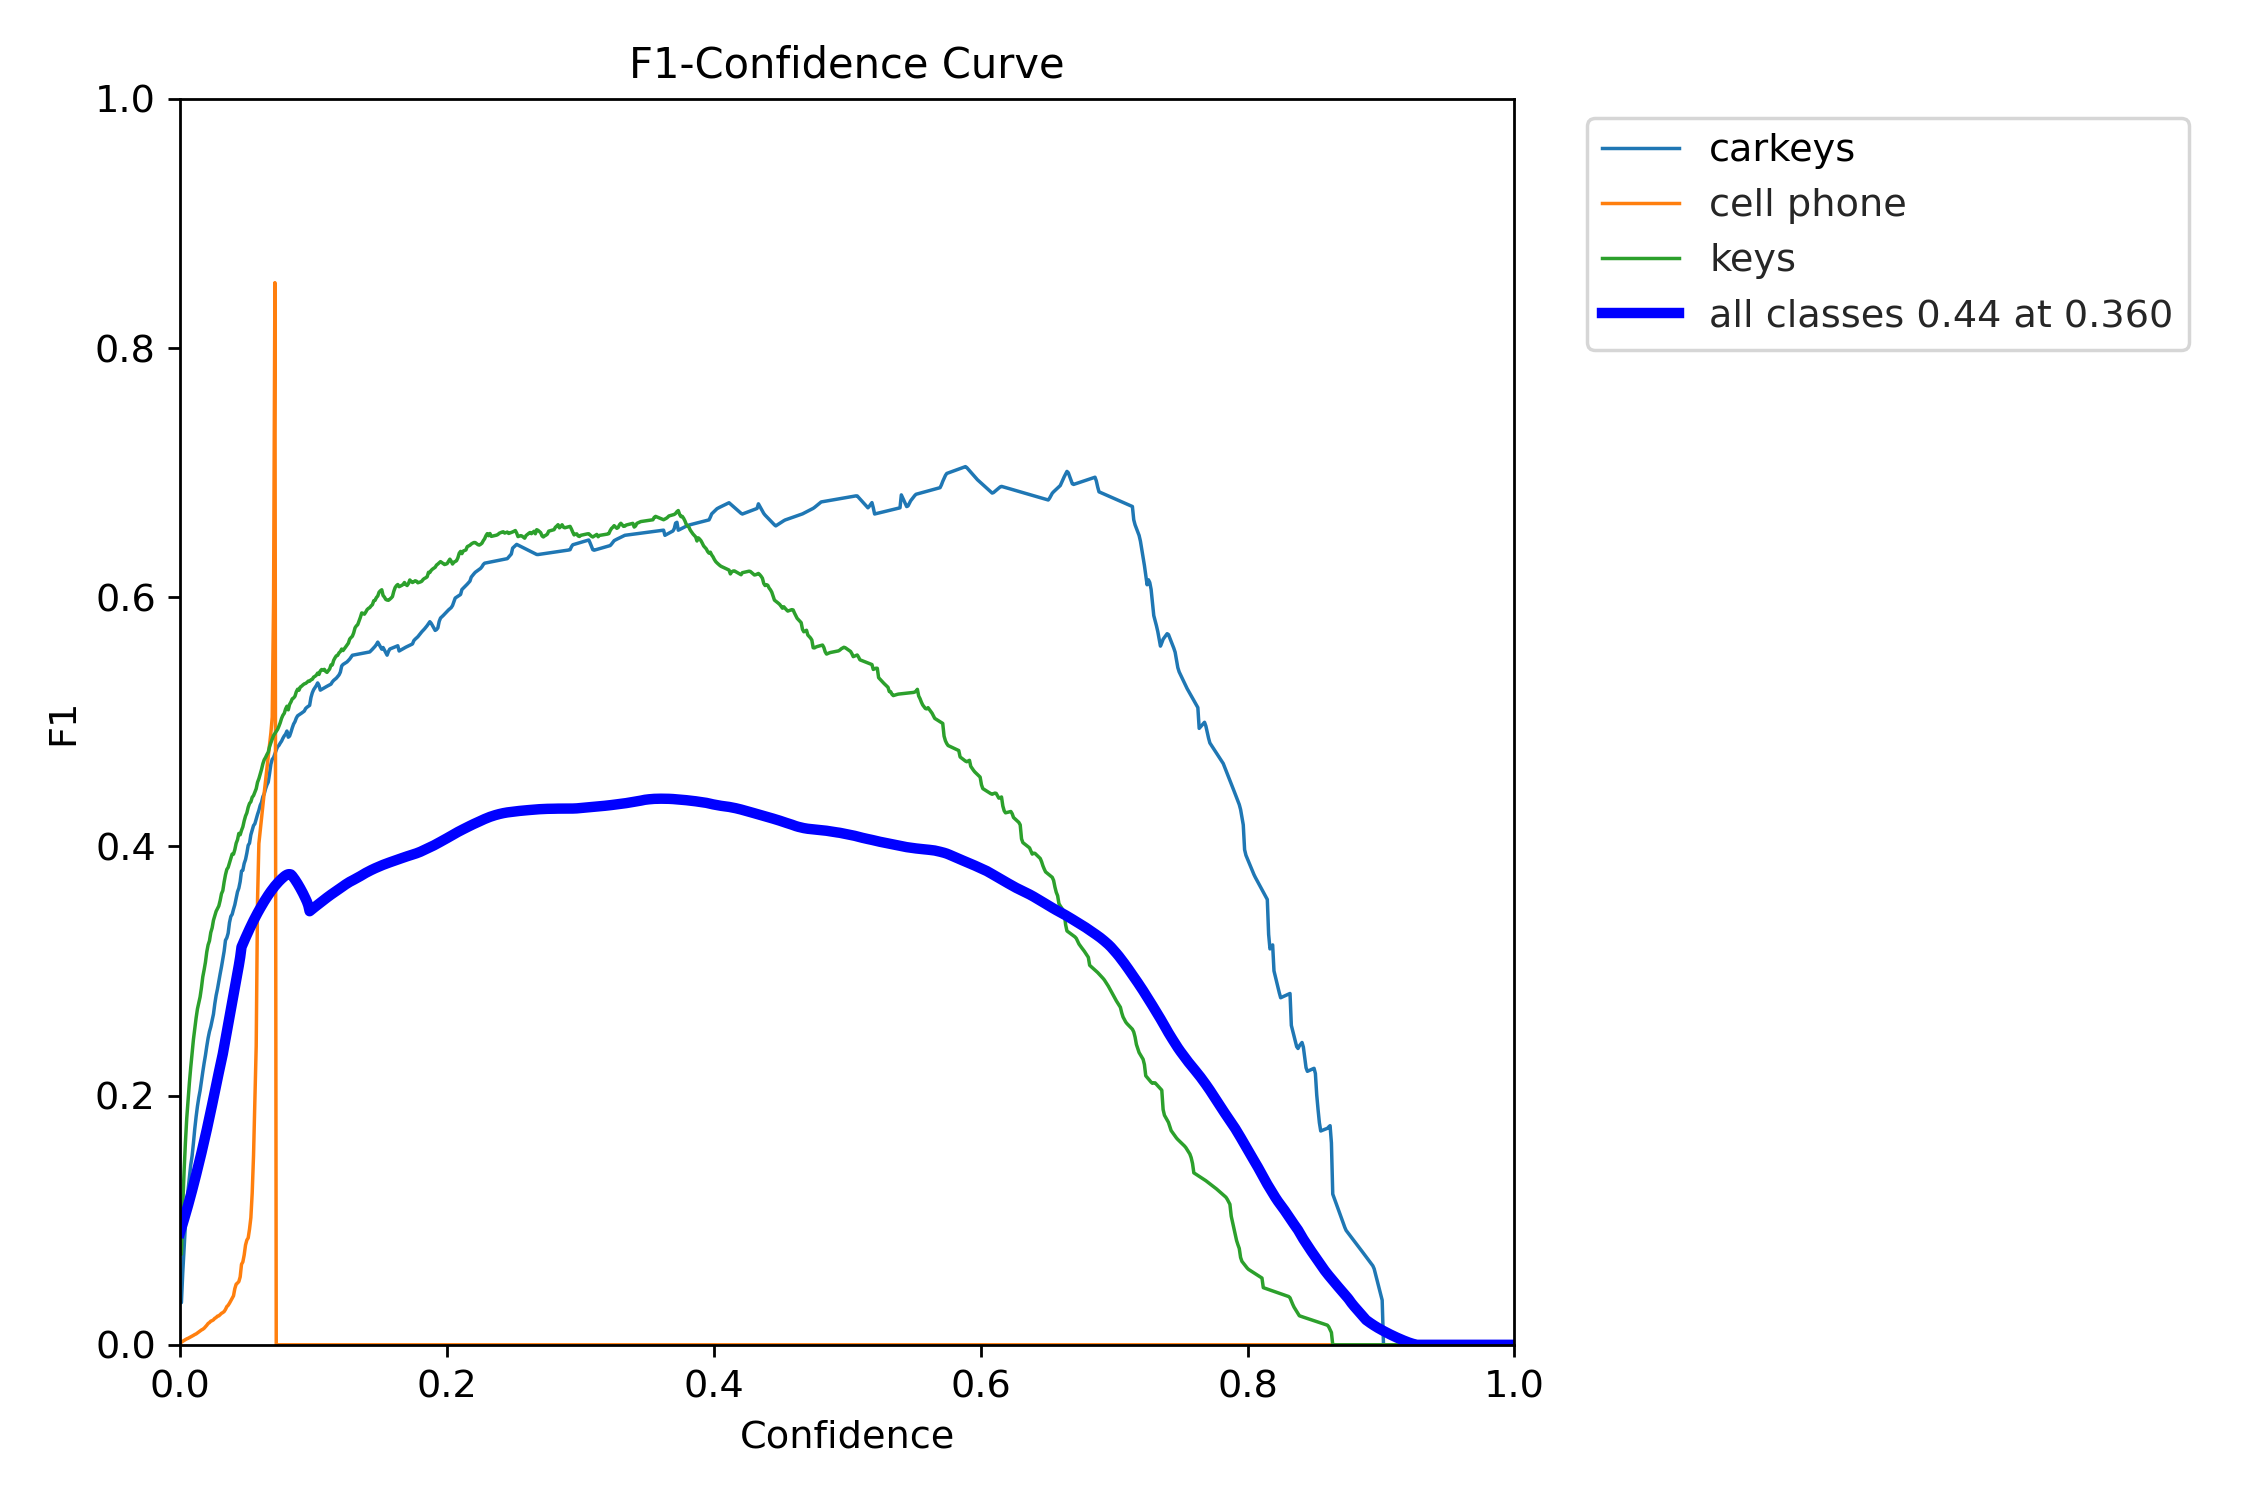 F1-Confidence Curve
1.0
0.8
0.6
0.4
0.2
0.0
F1
0.0 0.2 0.4 0.6 0.8 1.0
Confidence
carkeys
cell phone
keys
all classes 0.44 at 0.360